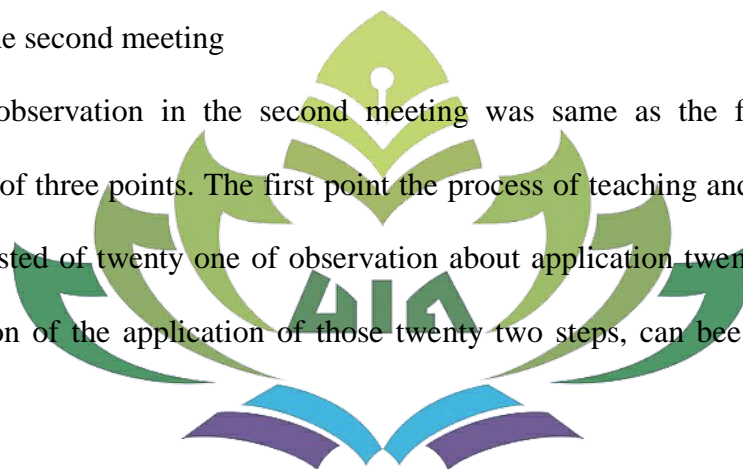 e second meeting
observation in the second meeting was same as the f
of three points. The first point the process of teaching and
sted of twenty one of observation about application twen
on of the application of those twenty two steps, can bee
UIN